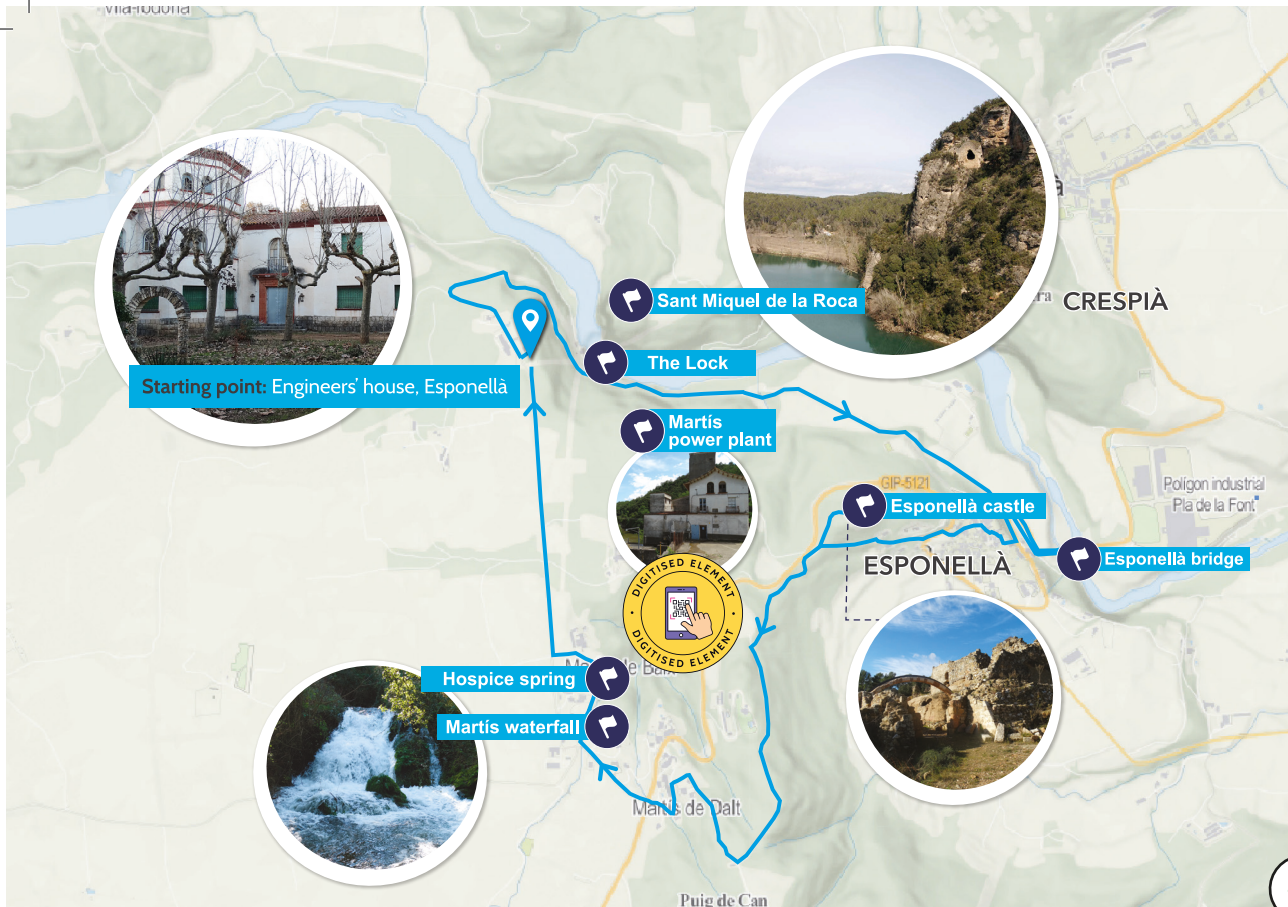 Vila-rodona
Sant Miquel de la Roca
CRESPIÀ
The Lock
Starting point: Engineers' house, Esponellà
Martís
power plant
GIP-5121
Polígon industrial
Pla de la Font
Esponellà castle
Esponellà bridge
ESPONELLÀ
DIGITISED ELEMENT
DIGITISED ELEMENT
Hospice spring
Martís waterfall
Martís de Dalt
Puig de Can